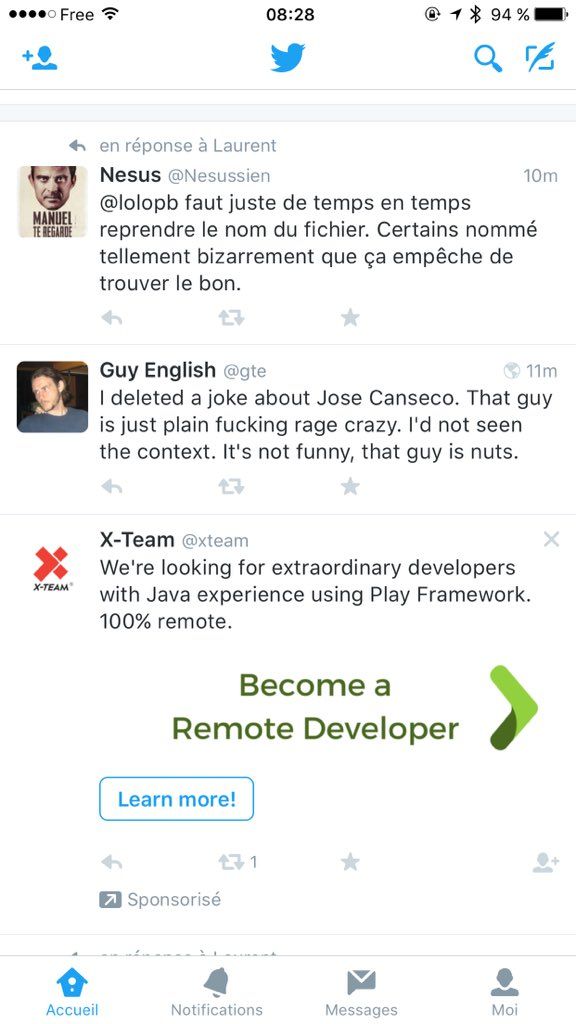 Free 08:28 94 %
en réponse à Laurent
Nesus @Nesussien 10m
MANUEL
TE REGARDE
@lolopb faut juste de temps en temps
reprendre le nom du fichier. Certains nommé
tellement bizarrement que ça empêche de
trouver le bon.
Guy English @gte 11m
I deleted a joke about Jose Canseco. That guy
is just plain fucking rage crazy. I'd not seen
the context. It's not funny, that guy is nuts.
X-Team @xteam
X-TEAM
We're looking for extraordinary developers
with Java experience using Play Framework.
100% remote.
Become a
Remote Developer
Learn more!
1
Sponsorisé
en réponse à Laurent
Accueil Notifications Messages Moi